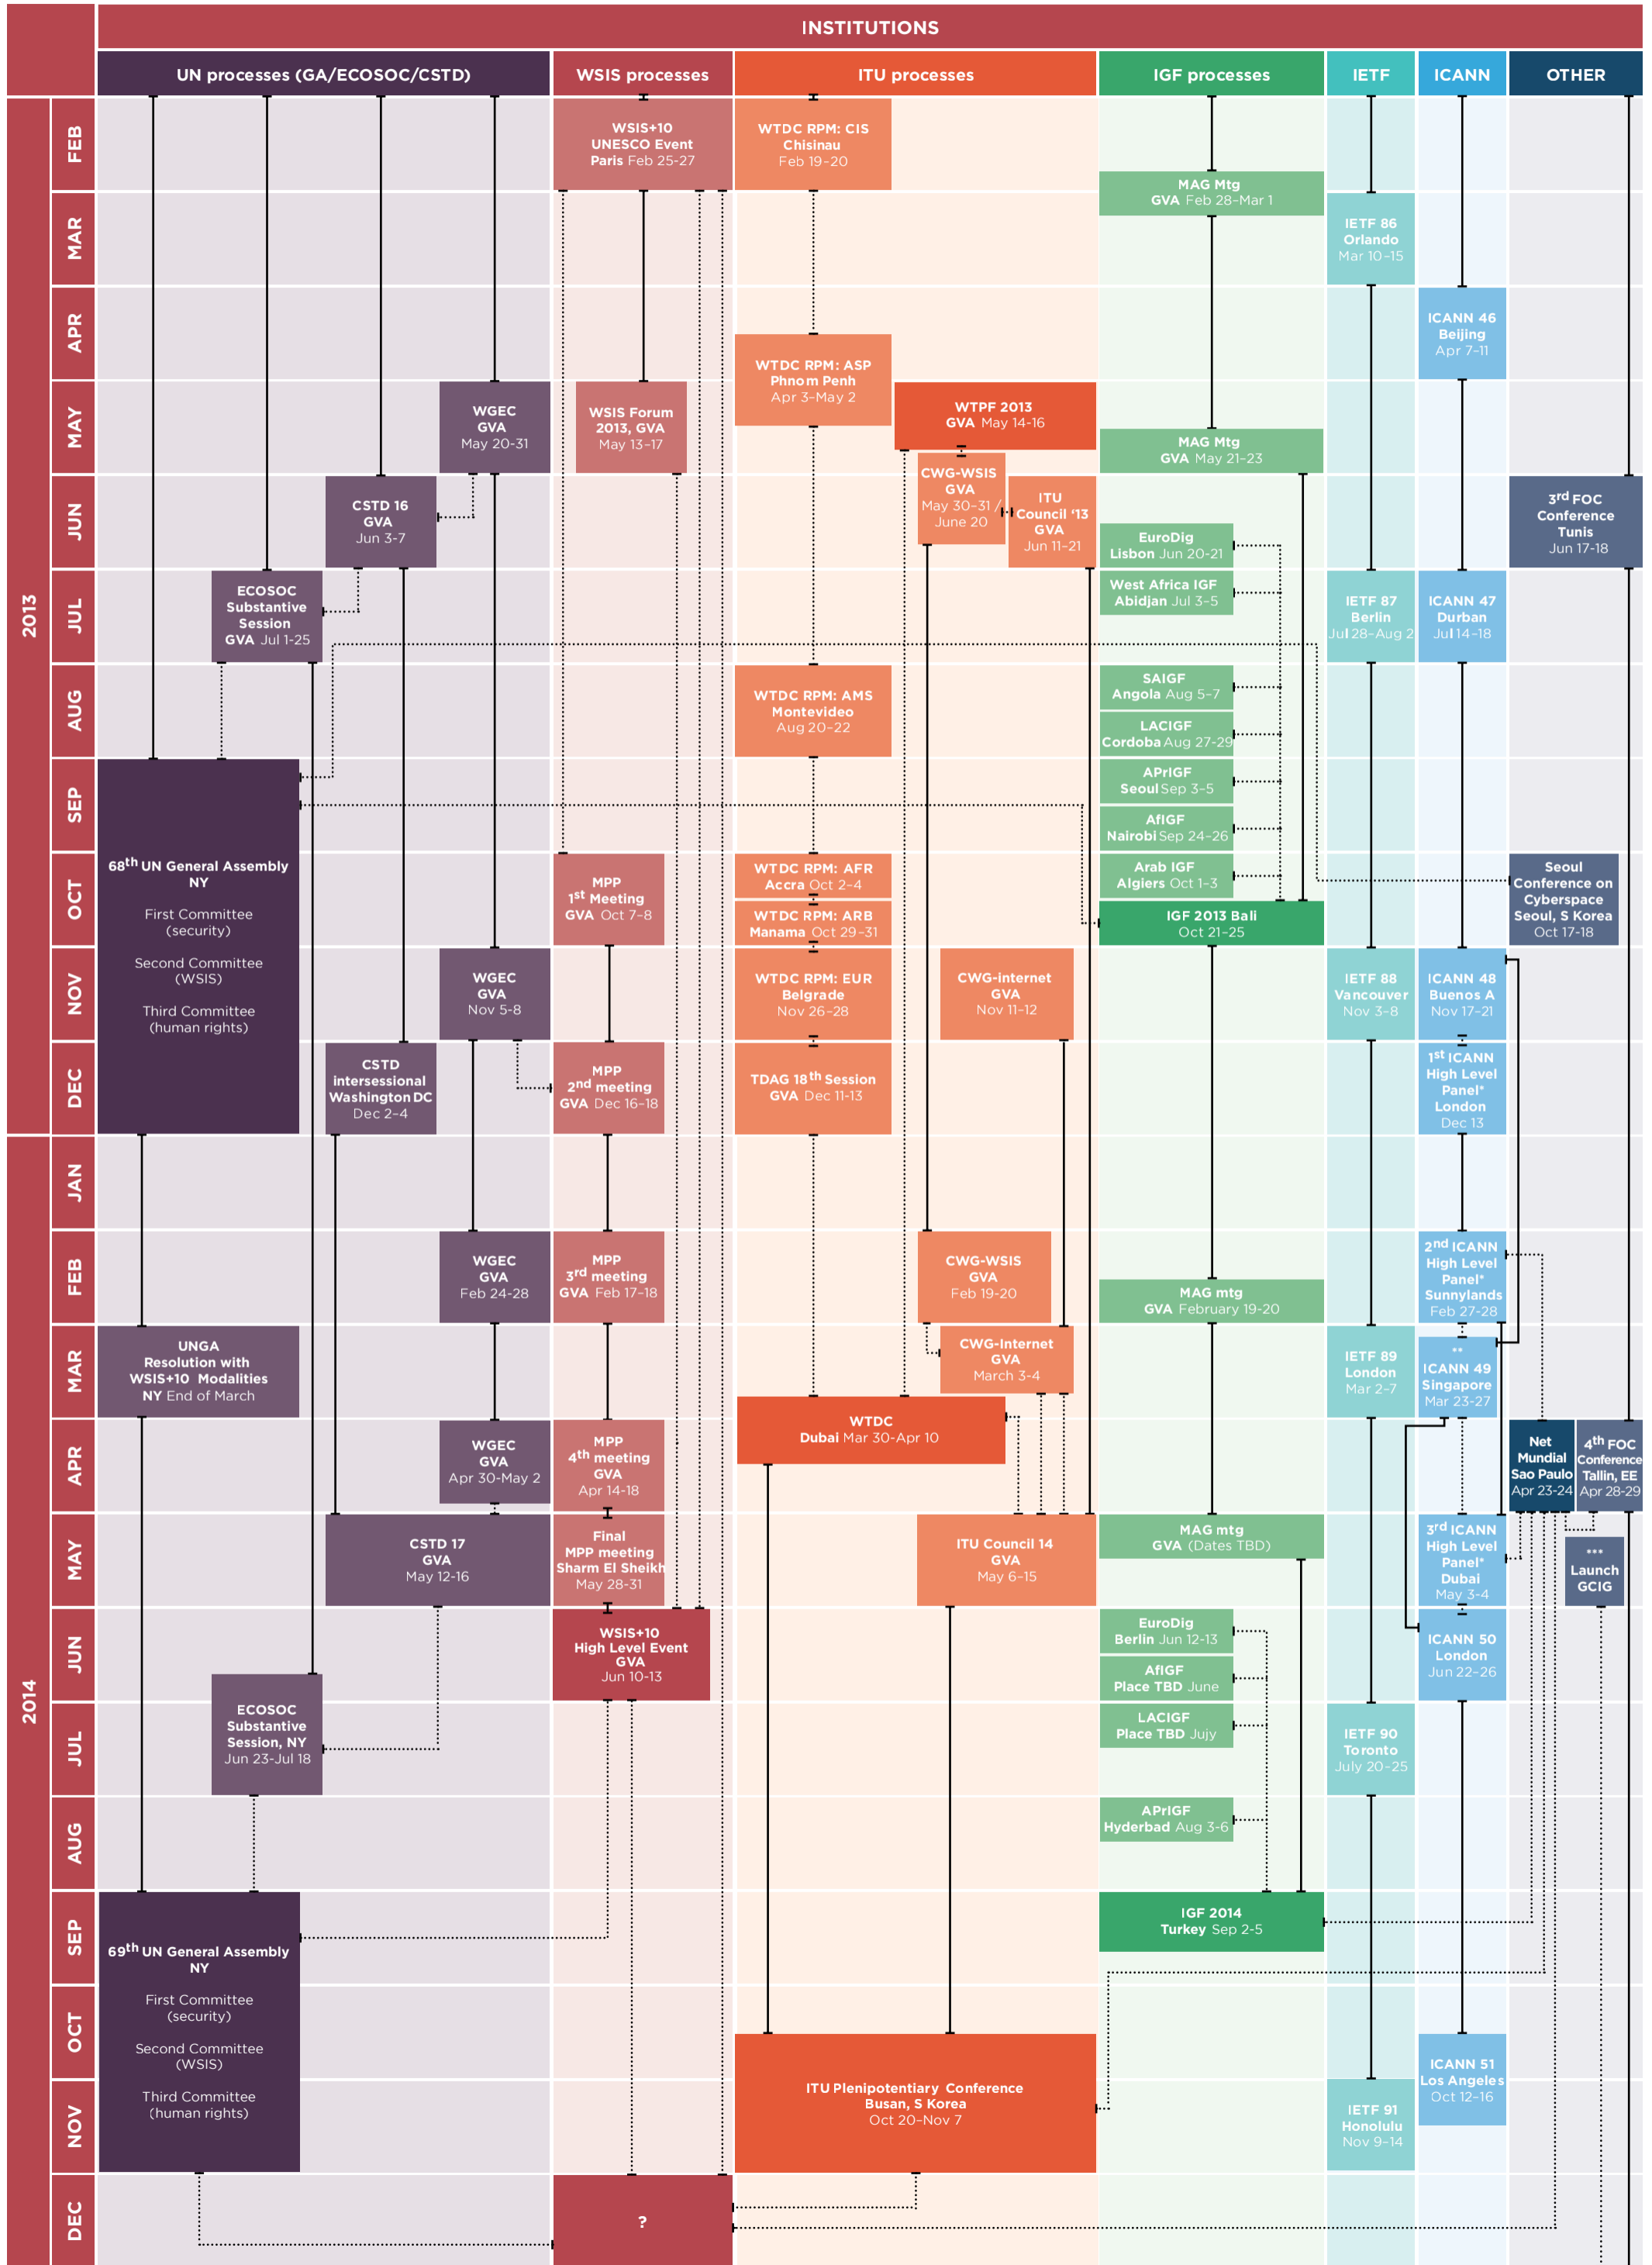 INSTITUTIONS
UN processes (GA/ECOSOC/CSTD)
WSIS processes
ITU processes
IGF processes
IETF
ICANN
OTHER
2013
FEB
WSIS+10
UNESCO Event
Paris Feb 25-27
WTDC RPM: CIS
Chisinau
Feb 19-20
MAG Mtg
GVA Feb 28-Mar 1
MAR
IETF 86
Orlando
Mar 10-15
APR
ICANN 46
Beijing
Apr 7-11
WTDC RPM: ASP
Phnom Penh
Apr 3-May 2
MAY
WGEC
GVA
May 20-31
WSIS Forum
2013, GVA
May 13-17
WTPF 2013
GVA May 14-16
MAG Mtg
GVA May 21-23
CWG-WSIS
GVA
May 30-31 /
June 20
JUN
CSTD 16
GVA
Jun 3-7
ITU
Council ‘13
GVA
Jun 11-21
EuroDig
Lisbon Jun 20-21
3rd FOC
Conference
Tunis
Jun 17-18
JUL
ECOSOC
Substantive
Session
GVA Jul 1-25
West Africa IGF
Abidjan Jul 3-5
IETF 87
Berlin
Jul 28-Aug 2
ICANN 47
Durban
Jul 14-18
AUG
WTDC RPM: AMS
Montevideo
Aug 20-22
SAIGF
Angola Aug 5-7
LACIGF
Cordoba Aug 27-29
SEP
APrIGF
Seoul Sep 3-5
AfIGF
Nairobi Sep 24-26
68th UN General Assembly
NY
First Committee
(security)
Second Committee
(WSIS)
Third Committee
(human rights)
OCT
MPP
1st Meeting
GVA Oct 7-8
WTDC RPM: AFR
Accra Oct 2-4
WTDC RPM: ARB
Manama Oct 29-31
Arab IGF
Algiers Oct 1-3
IGF 2013 Bali
Oct 21-25
Seoul
Conference on
Cyberspace
Seoul, S Korea
Oct 17-18
NOV
WGEC
GVA
Nov 5-8
WTDC RPM: EUR
Belgrade
Nov 26-28
CWG-internet
GVA
Nov 11-12
IETF 88
Vancouver
Nov 3-8
ICANN 48
Buenos A
Nov 17-21
DEC
CSTD
intersessional
Washington DC
Dec 2-4
MPP
2nd meeting
GVA Dec 16-18
TDAG 18th Session
GVA Dec 11-13
1st ICANN
High Level
Panel*
London
Dec 13
2014
JAN
FEB
WGEC
GVA
Feb 24-28
MPP
3rd meeting
GVA Feb 17-18
CWG-WSIS
GVA
Feb 19-20
MAG mtg
GVA February 19-20
2nd ICANN
High Level
Panel*
Sunnylands
Feb 27-28
MAR
UNGA
Resolution with
WSIS+10 Modalities
NY End of March
CWG-Internet
GVA
March 3-4
IETF 89
London
Mar 2-7
**
ICANN 49
Singapore
Mar 23-27
WTDC
Dubai Mar 30-Apr 10
APR
WGEC
GVA
Apr 30-May 2
MPP
4th meeting
GVA
Apr 14-18
Net
Mundial
Sao Paulo
Apr 23-24
4th FOC
Conference
Tallin, EE
Apr 28-29
MAY
CSTD 17
GVA
May 12-16
Final
MPP meeting
Sharm El Sheikh
May 28-31
ITU Council 14
GVA
May 6-15
MAG mtg
GVA (Dates TBD)
3rd ICANN
High Level
Panel*
Dubai
May 3-4
***
Launch
GCIG
JUN
WSIS+10
High Level Event
GVA
Jun 10-13
EuroDig
Berlin Jun 12-13
AfIGF
Place TBD June
ICANN 50
London
Jun 22-26
JUL
ECOSOC
Substantive
Session, NY
Jun 23-Jul 18
LACIGF
Place TBD Jujy
IETF 90
Toronto
July 20-25
AUG
APrIGF
Hyderbad Aug 3-6
SEP
IGF 2014
Turkey Sep 2-5
69th UN General Assembly
NY
First Committee
(security)
Second Committee
(WSIS)
Third Committee
(human rights)
OCT
ITU Plenipotentiary Conference
Busan, S Korea
Oct 20-Nov 7
ICANN 51
Los Angeles
Oct 12-16
NOV
IETF 91
Honolulu
Nov 9-14
DEC
?